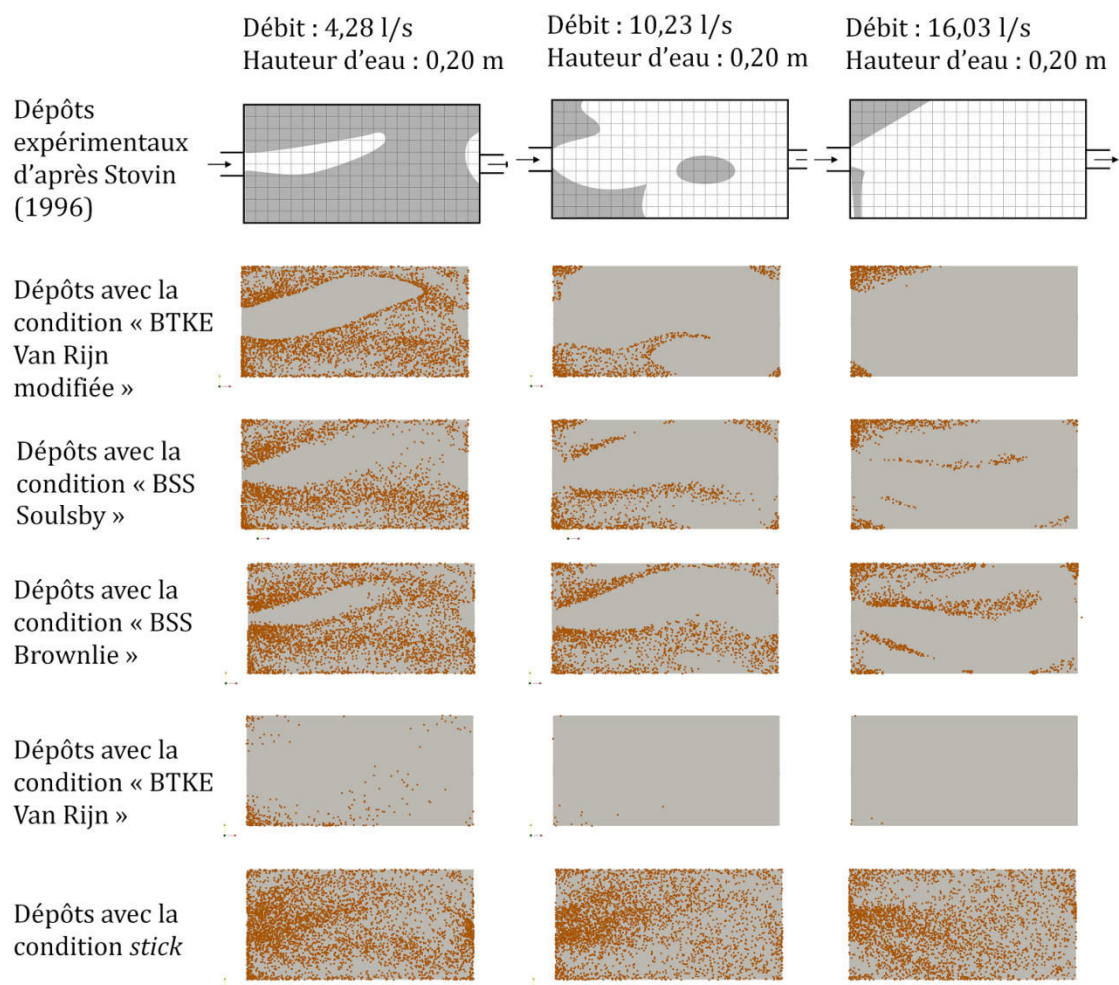 Débit : 4,28 l/s
Hauteur d'eau : 0,20 m
Débit : 10,23 l/s
Hauteur d'eau : 0,20 m
Débit : 16,03 l/s
Hauteur d'eau : 0,20 m
Dépôts
expérimentaux
d'après Stovin
(1996)
Dépôts avec la
condition « BTKE
Van Rijn
modifiée »
Dépôts avec la
condition « BSS
Soulsby »
Dépôts avec la
condition « BSS
Brownlie »
Dépôts avec la
condition « BTKE
Van Rijn »
Dépôts avec la
condition stick